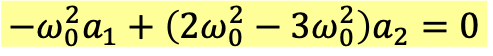 −ω₀²a₁ + (2ω₀² − 3ω₀²)a₂ = 0